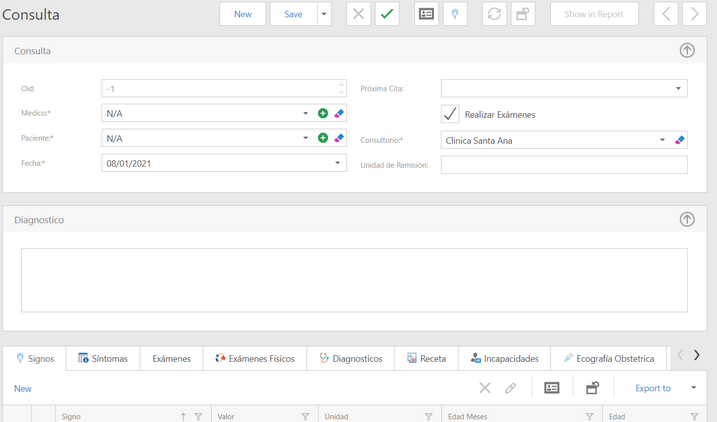 Consulta
New
Save
Show in Report
Consulta
Oid:
-1
Próxima Cita:
Medico:*
N/A
Realizar Exámenes
Paciente:*
N/A
Consultorio:*
Clinica Santa Ana
Fecha:*
08/01/2021
Unidad de Remisión:
Diagnostico
Signos
Síntomas
Exámenes
Exámenes Físicos
Diagnosticos
Receta
Incapacidades
Ecografía Obstetrica
New
Export to
Signo
Valor
Unidad
Edad Meses
Edad